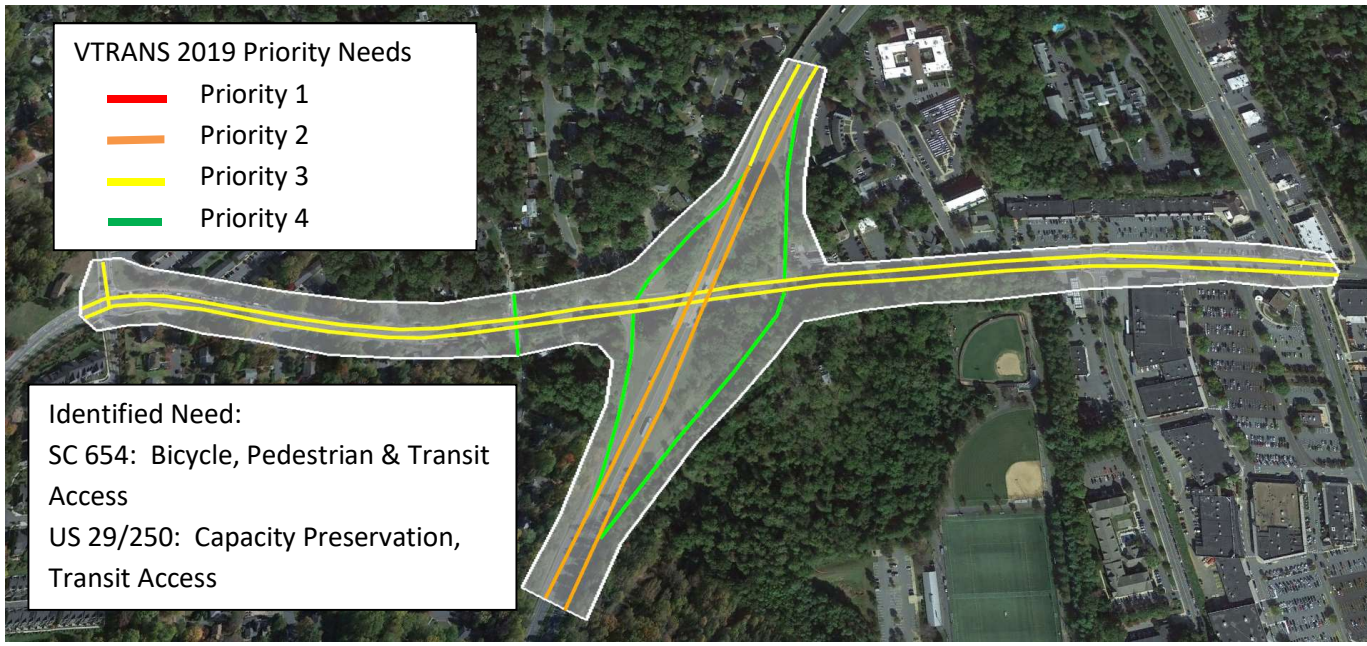 VTRANS 2019 Priority Needs
Priority 1
Priority 2
Priority 3
Priority 4
Identified Need:
SC 654:  Bicycle, Pedestrian & Transit
Access
US 29/250:  Capacity Preservation,
Transit Access